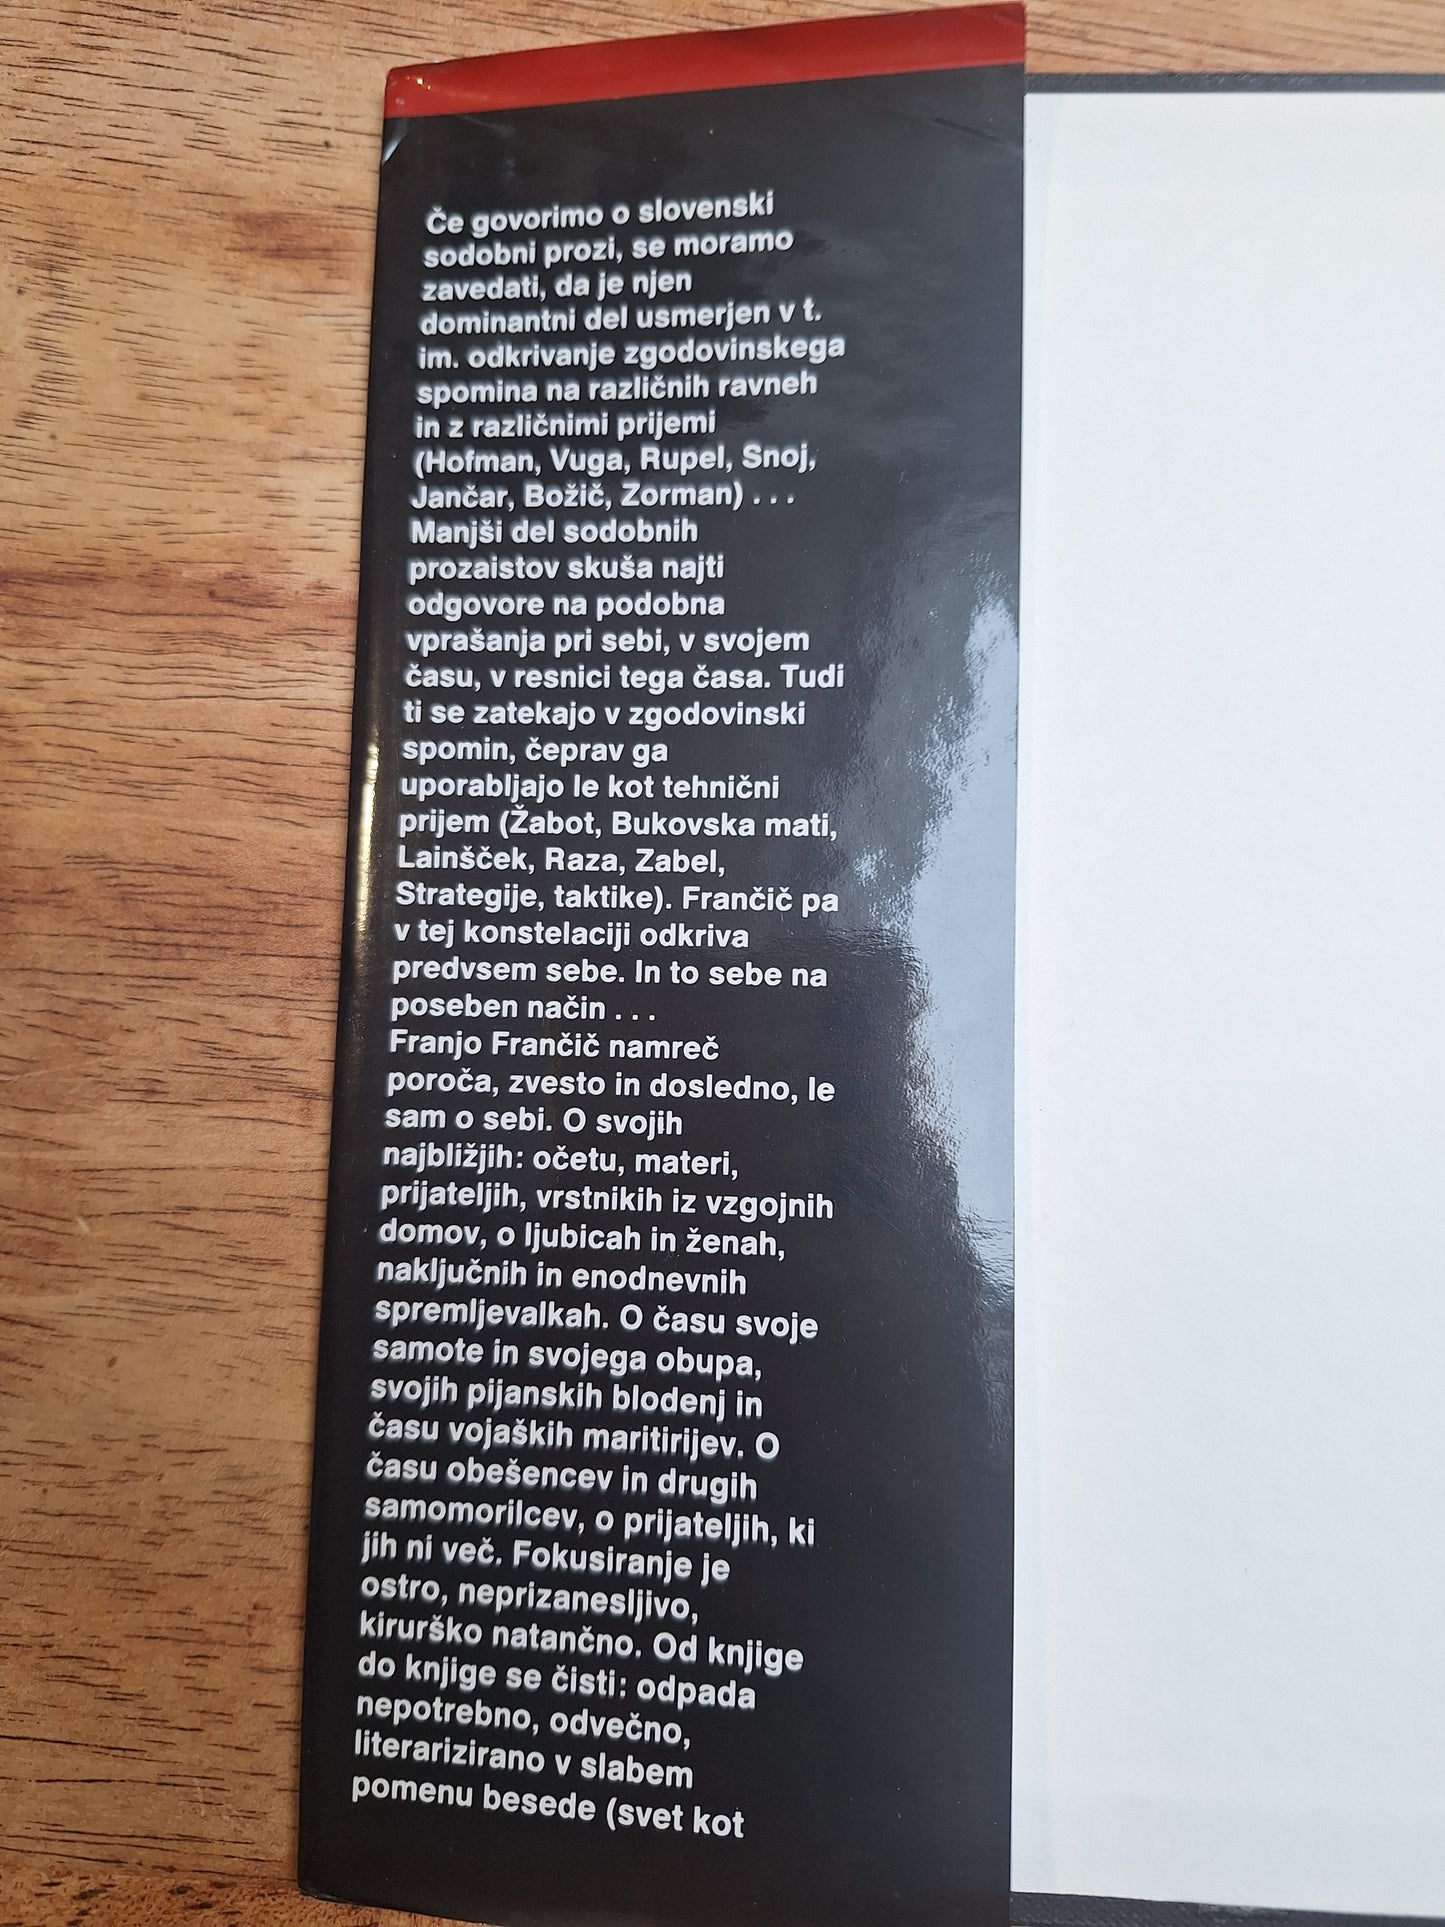 Če govorimo o slovenski
sodobni prozi, se moramo
zavedati, da je njen
dominantni del usmerjen v t.
im. odkrivanje zgodovinskega
spomina na različnih ravneh
in z različnimi prijemi
(Hofman, Vuga, Rupel, Snoj,
Jančar, Božič, Zorman) . . .
Manjši del sodobnih
prozaistov skuša najti
odgovore na podobna
vprašanja pri sebi, v svojem
času, v resnici tega časa. Tudi
ti se zatekajo v zgodovinski
spomin, čeprav ga
uporabljajo le kot tehnični
prijem (Žabot, Bukovska mati,
Lainšček, Raza, Zabel,
Strategije, taktike). Frančič pa
v tej konstelaciji odkriva
predvsem sebe. In to sebe na
poseben način . . .
Franjo Frančič namreč
poroča, zvesto in dosledno, le
sam o sebi. O svojih
najbližjih: očetu, materi,
prijateljih, vrstnikih iz vzgojnih
domov, o ljubicah in ženah,
naključnih in enodnevnih
spremljevalkah. O času svoje
samote in svojega obupa,
svojih pijanskih blodenj in
času vojaških maritirijev. O
času obešencev in drugih
samomorilcev, o prijateljih, ki
jih ni več. Fokusiranje je
ostro, neprizanesljivo,
kirurško natančno. Od knjige
do knjige se čisti: odpada
nepotrebno, odvečno,
literarizirano v slabem
pomenu besede (svet kot